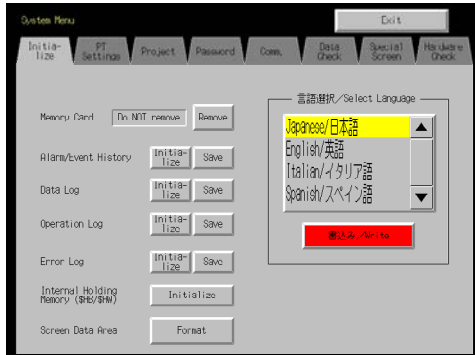 System Menu
Exit
Initia-
lize
PT
Settings
Project
Password
Comm.
Data
Check
Special
Screen
Hardware
Check
Memory Card
Do NOT remove
Remove
Alarm/Event History
Initia-
lize
Save
Data Log
Initia-
lize
Save
Operation Log
Initia-
lize
Save
Error Log
Initia-
lize
Save
Internal Holding
Memory ($HB/$HW)
Initialize
Screen Data Area
Format
言語選択/Select Language
Japanese/日本語
English/英語
Italian/イタリア語
Spanish/スペイン語
書込み/Write